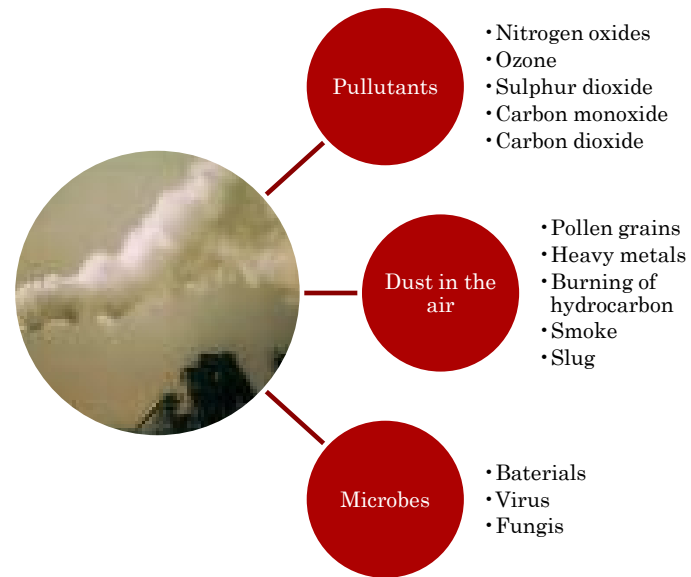 Pullutants
• Nitrogen oxides
• Ozone
• Sulphur dioxide
• Carbon monoxide
• Carbon dioxide
Dust in the
air
• Pollen grains
• Heavy metals
• Burning of
hydrocarbon
• Smoke
• Slug
Microbes
• Baterials
• Virus
• Fungis